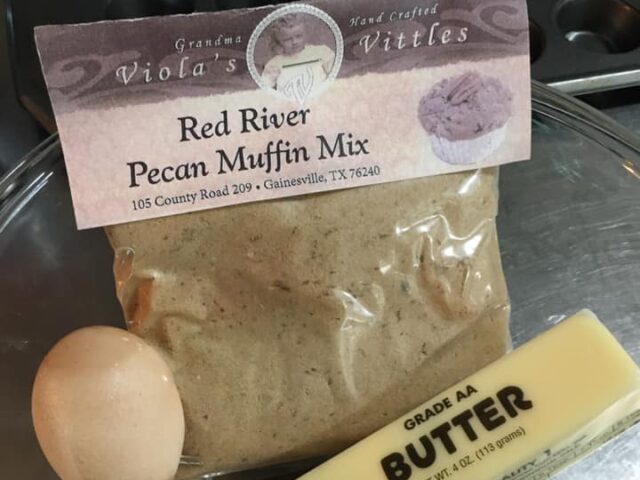 Grandma Hand Crafted
Viola's Vittles
Red River
Pecan Muffin Mix
105 County Road 209 • Gainesville, TX 76240
GRADE AA
BUTTER
WT. 4 OZ. (113 grams)